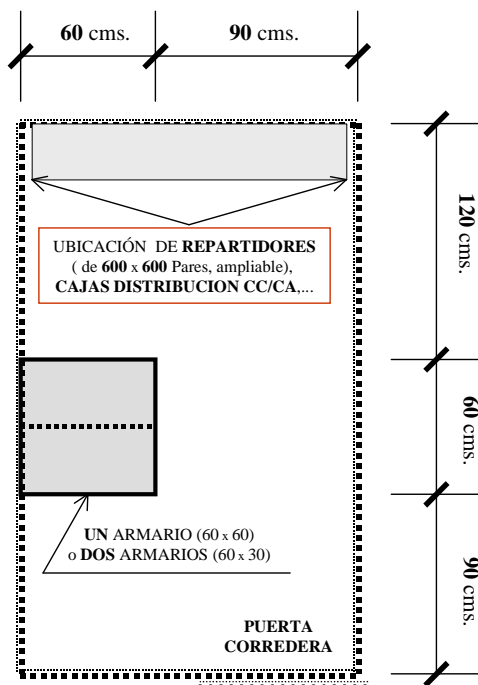 60 cms.
90 cms.
UBICACIÓN DE REPARTIDORES
( de 600 x 600 Pares, ampliable),
CAJAS DISTRIBUCION CC/CA,...
120 cms.
60 cms.
UN ARMARIO (60 x 60)
o DOS ARMARIOS (60 x 30)
90 cms.
PUERTA
CORREDERA